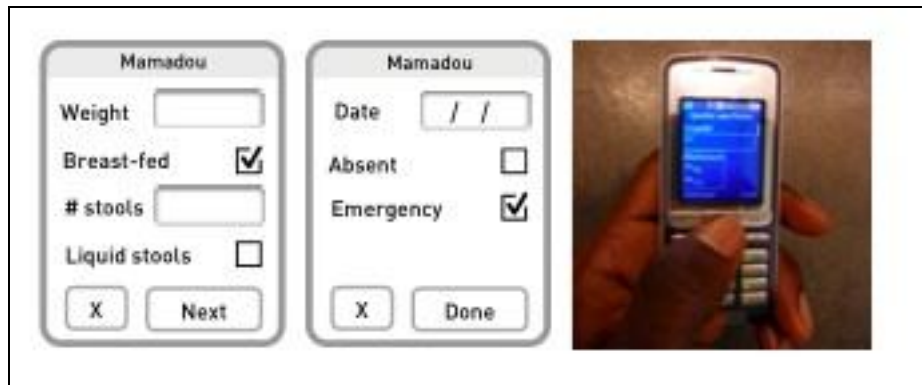 Mamadou
Weight
Breast-fed
# stools
Liquid stools
X Next
Mamadou
Date / /
Absent
Emergency
X Done